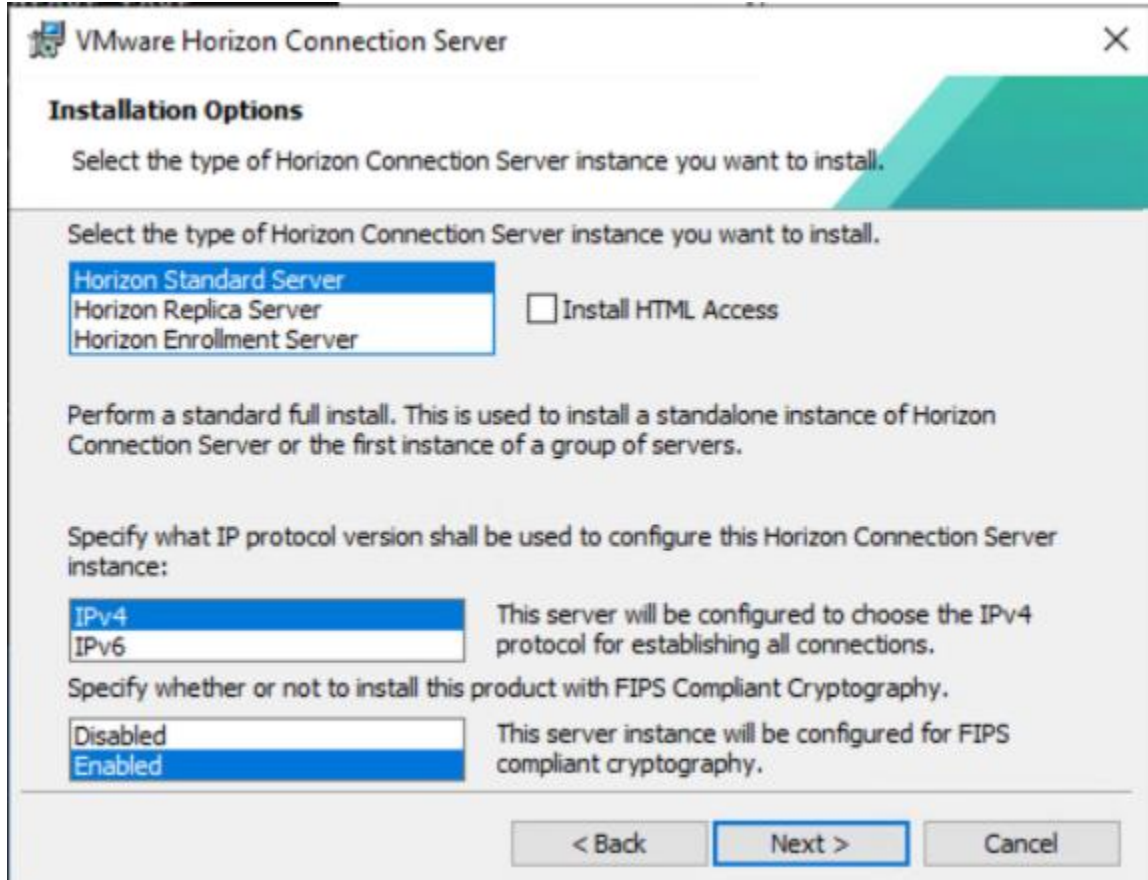 VMware Horizon Connection Server
Installation Options
Select the type of Horizon Connection Server instance you want to install.
Select the type of Horizon Connection Server instance you want to install.
Horizon Standard Server
Horizon Replica Server
Horizon Enrollment Server
Install HTML Access
Perform a standard full install. This is used to install a standalone instance of Horizon
Connection Server or the first instance of a group of servers.
Specify what IP protocol version shall be used to configure this Horizon Connection Server
instance:
IPv4
IPv6
This server will be configured to choose the IPv4
protocol for establishing all connections.
Specify whether or not to install this product with FIPS Compliant Cryptography.
Disabled
Enabled
This server instance will be configured for FIPS
compliant cryptography.
< Back
Next >
Cancel